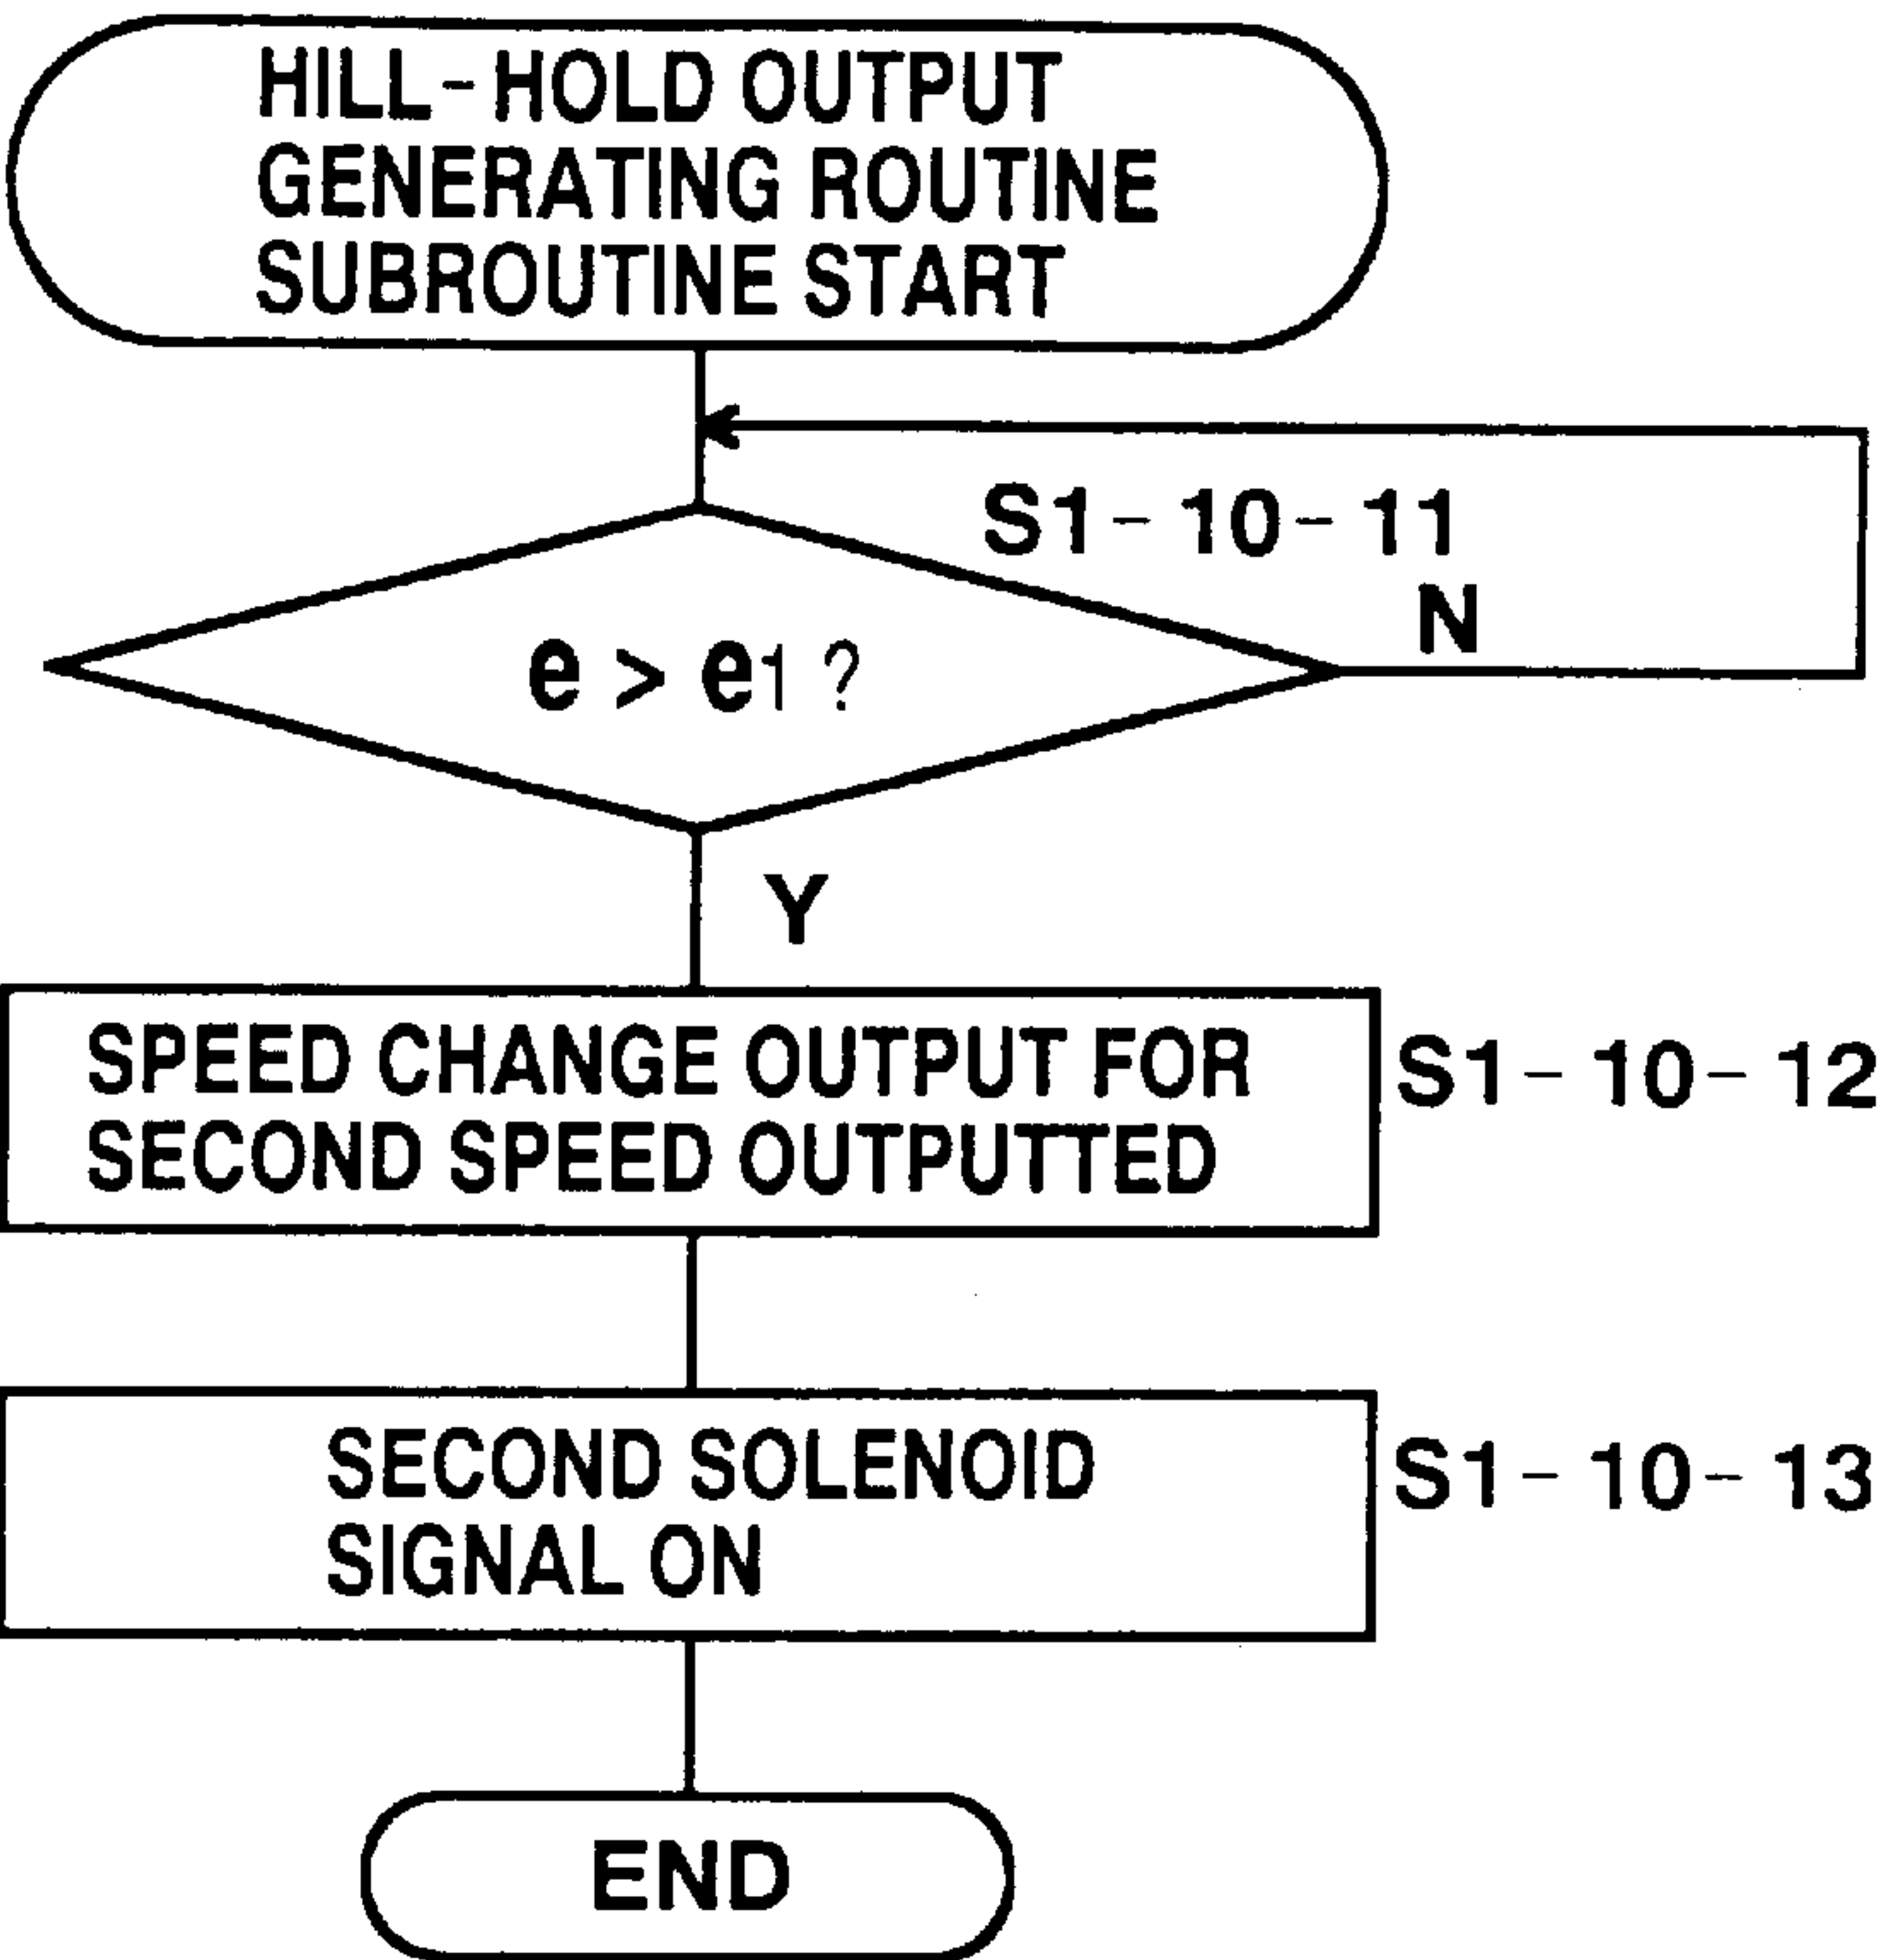 HILL-HOLD OUTPUT
GENERATING ROUTINE
SUBROUTINE START
S1-10-11
N
e > e1 ?
Y
SPEED CHANGE OUTPUT FOR
SECOND SPEED OUTPUTTED
S1-10-12
SECOND SOLENOID
SIGNAL ON
S1-10-13
END